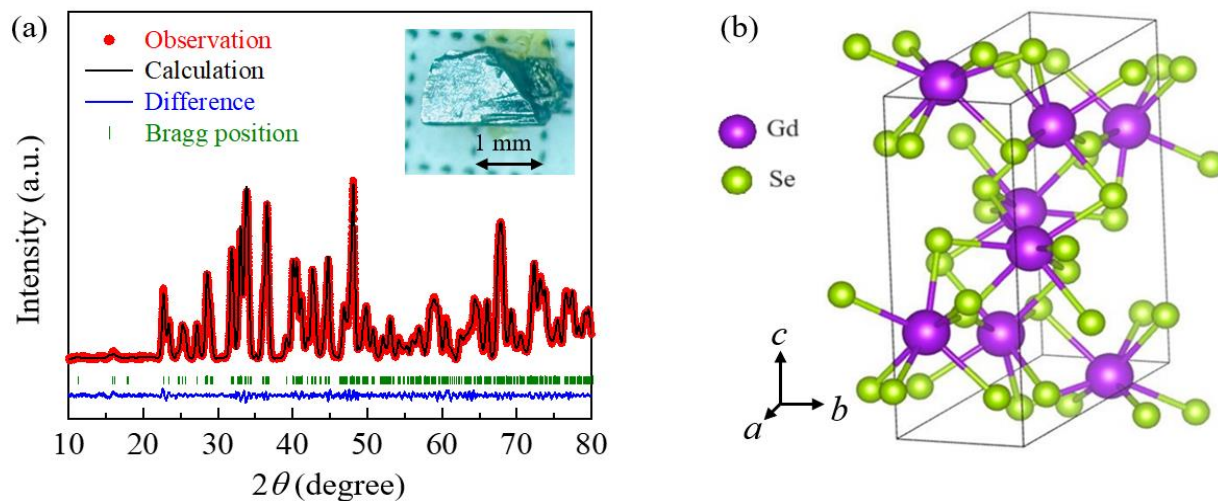 (a)
Observation
Calculation
Difference
Bragg position
1 mm
Intensity (a.u.)
10 20 30 40 50 60 70 80
2θ (degree)
(b)
Gd
Se
c
a
b